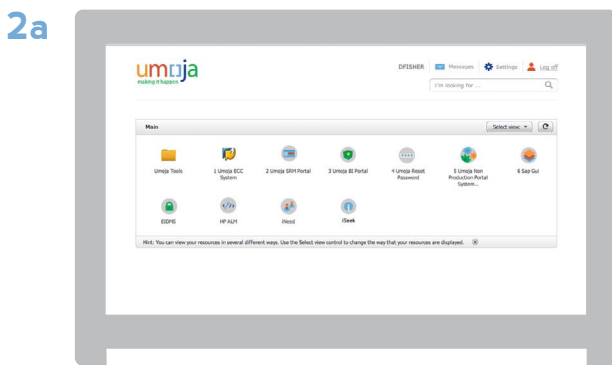 2a
umoja
making it happen
DFISHER Messages Settings Log off
I'm looking for ...
Main Select view:
Umoja Tools
1 Umoja ECC
System
2 Umoja SRM Portal
3 Umoja BI Portal
4 Umoja Reset
Password
5 Umoja Non
Production Portal
System...
6 Sap Gui
EIDMS
HP ALM
iNeed
iSeek
Hint: You can view your resources in several different ways. Use the Select view control to change the way that your resources are displayed.